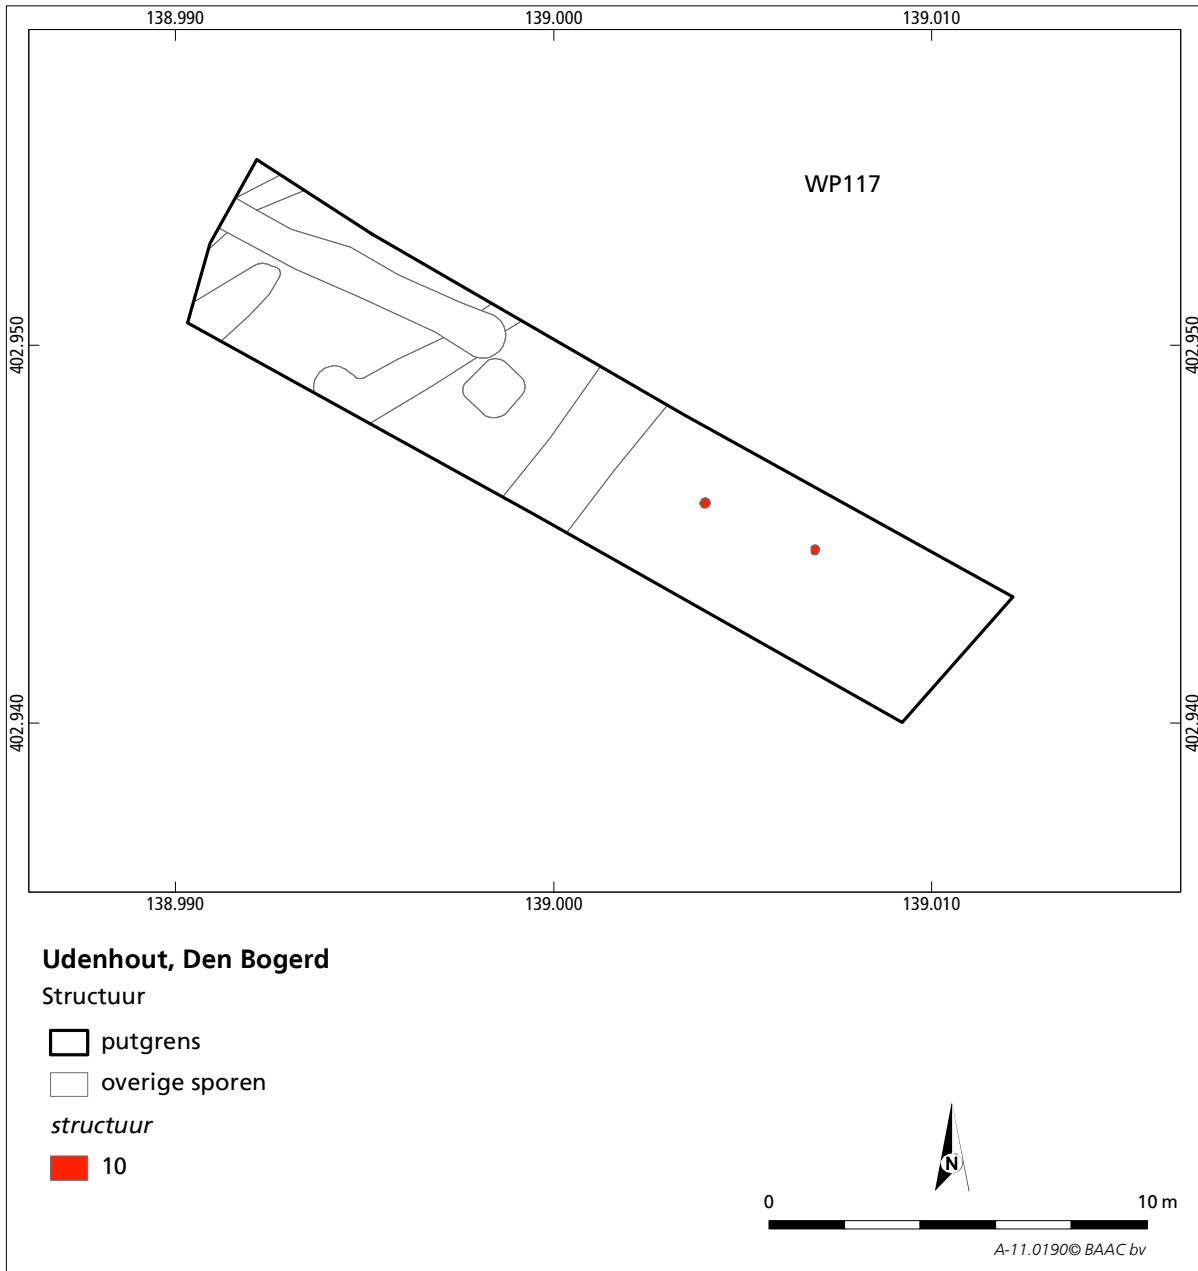 138.990 139.000 139.010
WP117
402.950 402.950
402.940 402.940
138.990 139.000 139.010
Udenhout, Den Bogerd
Structuur
putgrens
overige sporen
structuur
10
N
0 10 m
A-11.0190© BAAC bv